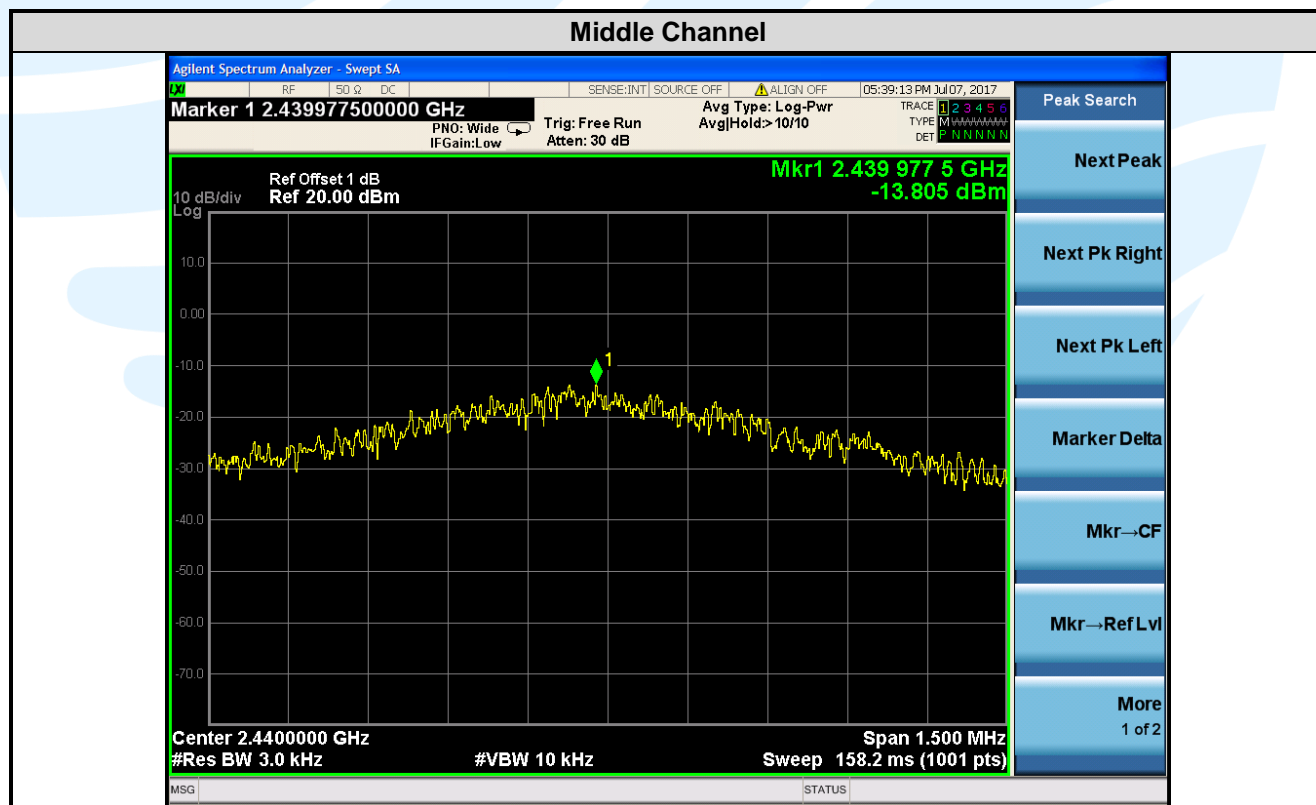 Middle Channel
Agilent Spectrum Analyzer - Swept SA
LXI RF 50 Ω DC SENSE:INT SOURCE OFF ALIGN OFF 05:39:13 PM Jul 07, 2017
Marker 1 2.439977500000 GHz
PNO: Wide
IFGain:Low
Trig: Free Run
Atten: 30 dB
Avg Type: Log-Pwr
Avg|Hold:>10/10
TRACE 1 2 3 4 5 6
TYPE M WWWWW
DET P N N N N N
Mkr1 2.439 977 5 GHz
-13.805 dBm
Ref Offset 1 dB
10 dB/div Ref 20.00 dBm
Log
10.0
0.00
-10.0
1
-20.0
-30.0
-40.0
-50.0
-60.0
-70.0
Center 2.4400000 GHz Span 1.500 MHz
#Res BW 3.0 kHz #VBW 10 kHz Sweep 158.2 ms (1001 pts)
MSG STATUS
Peak Search
Next Peak
Next Pk Right
Next Pk Left
Marker Delta
Mkr→CF
Mkr→Ref Lvl
More
1 of 2